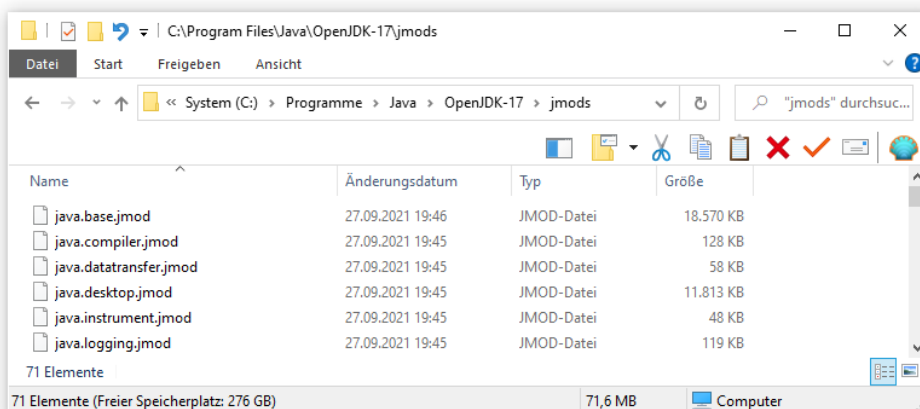 C:\Program Files\Java\OpenJDK-17\jmods
Datei Start Freigeben Ansicht
« System (C:) › Programme › Java › OpenJDK-17 › jmods "jmods" durchsuc...
Name Änderungsdatum Typ Größe
java.base.jmod 27.09.2021 19:46 JMOD-Datei 18.570 KB
java.compiler.jmod 27.09.2021 19:45 JMOD-Datei 128 KB
java.datatransfer.jmod 27.09.2021 19:45 JMOD-Datei 58 KB
java.desktop.jmod 27.09.2021 19:45 JMOD-Datei 11.813 KB
java.instrument.jmod 27.09.2021 19:45 JMOD-Datei 48 KB
java.logging.jmod 27.09.2021 19:45 JMOD-Datei 119 KB
71 Elemente
71 Elemente (Freier Speicherplatz: 276 GB) 71,6 MB Computer